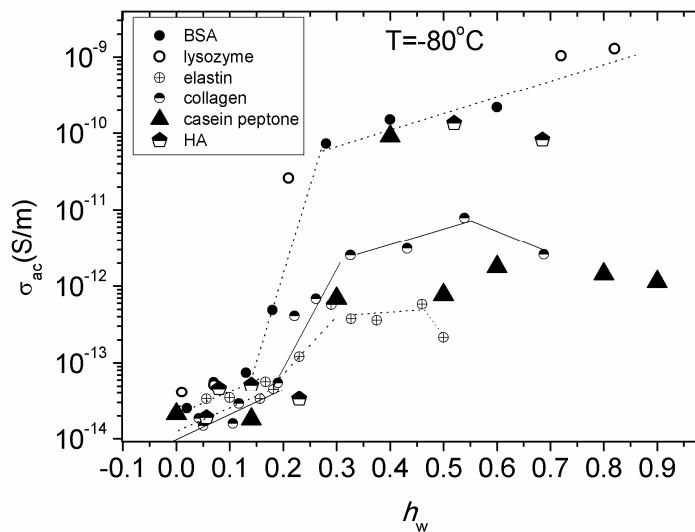 T=-80°C
BSA
lysozyme
elastin
collagen
casein peptone
HA
σac(S/m)
10-9
10-10
10-11
10-12
10-13
10-14
-0.1 0.0 0.1 0.2 0.3 0.4 0.5 0.6 0.7 0.8 0.9
hw